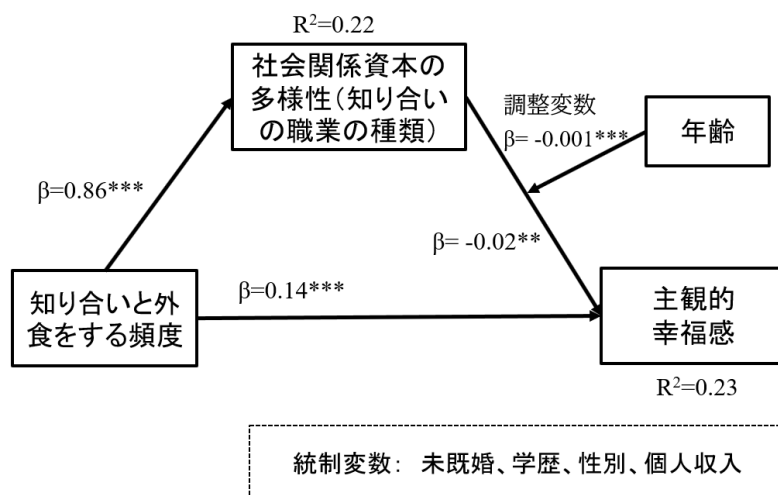 R²=0.22
社会関係資本の
多様性（知り合い
の職業の種類）
調整変数
β= -0.001***
年齢
β=0.86***
β= -0.02**
知り合いと外
食をする頻度
β=0.14***
主観的
幸福感
R²=0.23
統制変数： 未既婚、学歴、性別、個人収入